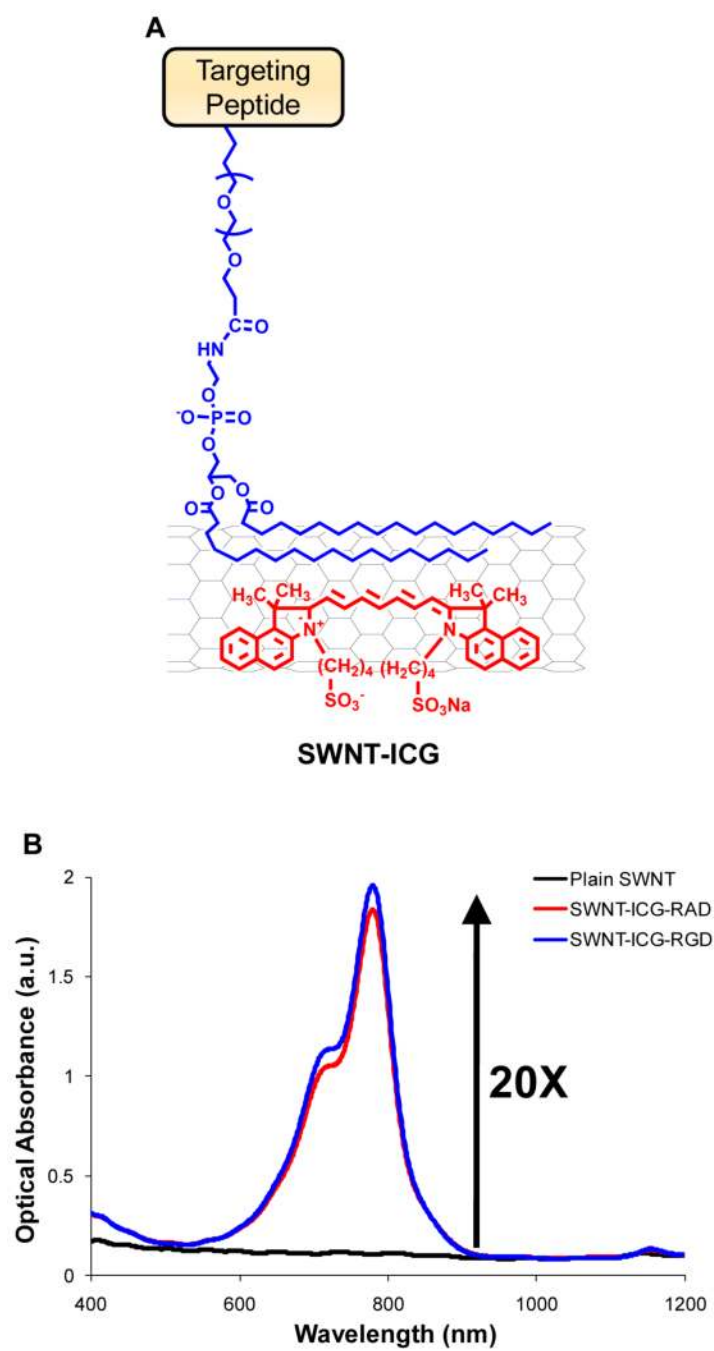 A
Targeting
Peptide
O
O
C=O
HN
O
⁻O-P=O
O
O O
O O
H₃C CH₃ CH₃ CH₃
N⁺ N
(CH₂)₄ (H₂C)₄
SO₃⁻ SO₃Na
SWNT-ICG
B
Plain SWNT
SWNT-ICG-RAD
SWNT-ICG-RGD
2
1.5
1
0.5
0
20X
Optical Absorbance (a.u.)
400 600 800 1000 1200
Wavelength (nm)